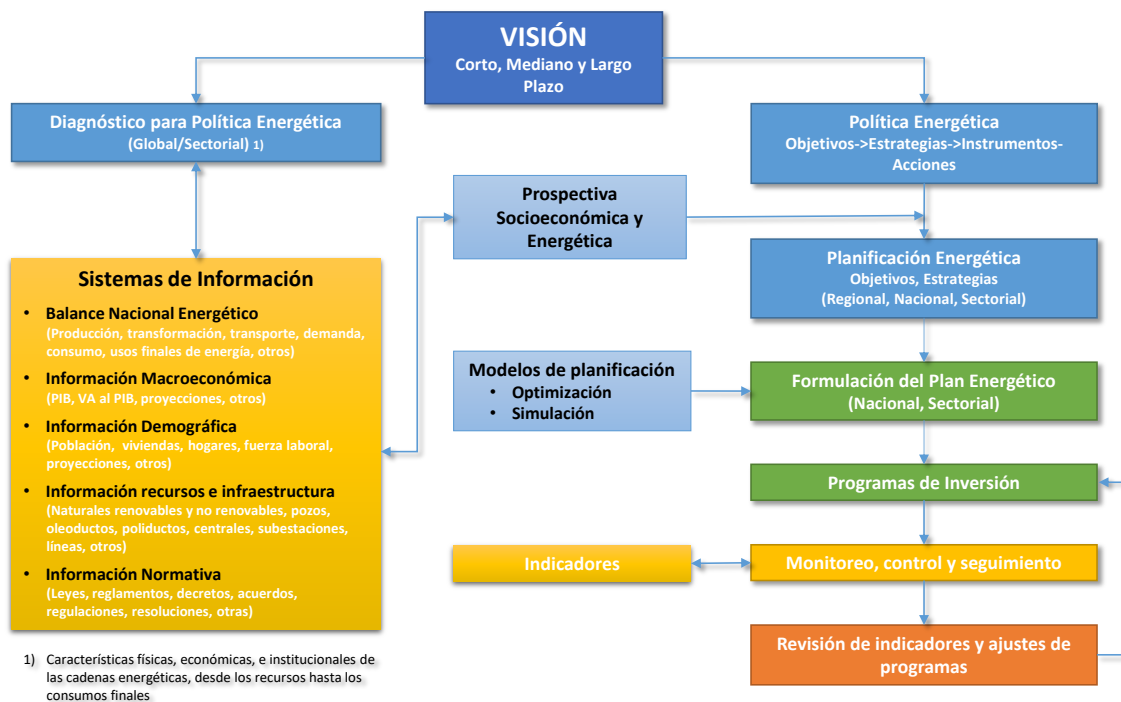 VISIÓN
Corto, Mediano y Largo
Plazo
Diagnóstico para Política Energética
(Global/Sectorial) 1)
Política Energética
Objetivos->Estrategias->Instrumentos-
Acciones
Prospectiva
Socioeconómica y
Energética
Planificación Energética
Objetivos, Estrategias
(Regional, Nacional, Sectorial)
Sistemas de Información
• Balance Nacional Energético
(Producción, transformación, transporte, demanda,
consumo, usos finales de energía, otros)
• Información Macroeconómica
(PIB, VA al PIB, proyecciones, otros)
• Información Demográfica
(Población, viviendas, hogares, fuerza laboral,
proyecciones, otros)
• Información recursos e infraestructura
(Naturales renovables y no renovables, pozos,
oleoductos, poliductos, centrales, subestaciones,
líneas, otros)
• Información Normativa
(Leyes, reglamentos, decretos, acuerdos,
regulaciones, resoluciones, otras)
Modelos de planificación
• Optimización
• Simulación
Formulación del Plan Energético
(Nacional, Sectorial)
Programas de Inversión
Indicadores
Monitoreo, control y seguimiento
Revisión de indicadores y ajustes de
programas
1) Características físicas, económicas, e institucionales de
las cadenas energéticas, desde los recursos hasta los
consumos finales